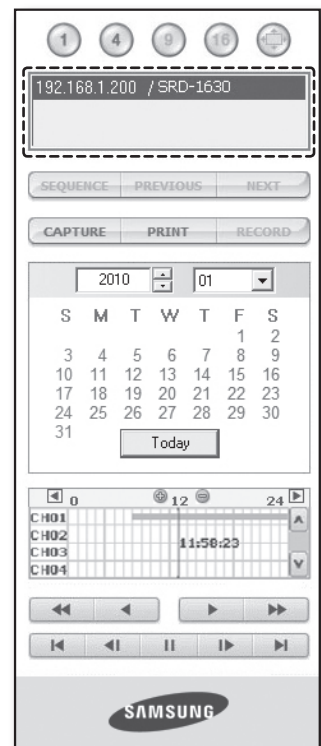 1 4 9 16
192.168.1.200 / SRD-1630
SEQUENCE PREVIOUS NEXT
CAPTURE PRINT RECORD
2010 01
S M T W T F S
1 2
3 4 5 6 7 8 9
10 11 12 13 14 15 16
17 18 19 20 21 22 23
24 25 26 27 28 29 30
31
Today
0 12 24
CH01
CH02
11:58:23
CH03
CH04
SAMSUNG